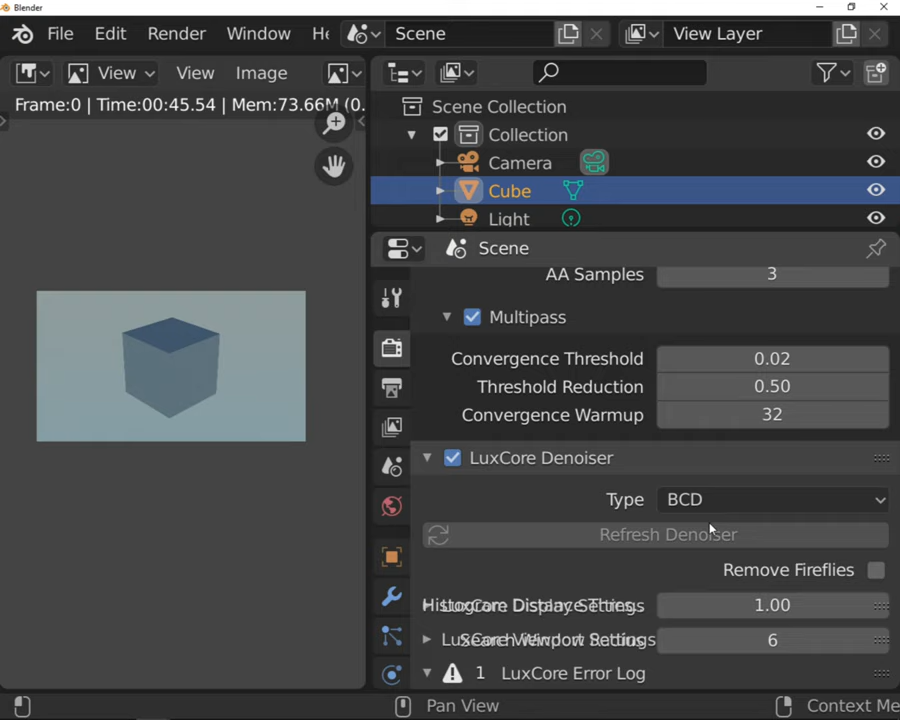 Blender
File Edit Render Window He Scene View Layer
View View Image
Frame:0 | Time:00:45.54 | Mem:73.66M (0.
Scene Collection
Collection
Camera
Cube
Light
Scene
AA Samples 3
Multipass
Convergence Threshold 0.02
Threshold Reduction 0.50
Convergence Warmup 32
LuxCore Denoiser
Type BCD
Refresh Denoiser
Remove Fireflies
1.00
6
1 LuxCore Error Log
Pan View Context Me